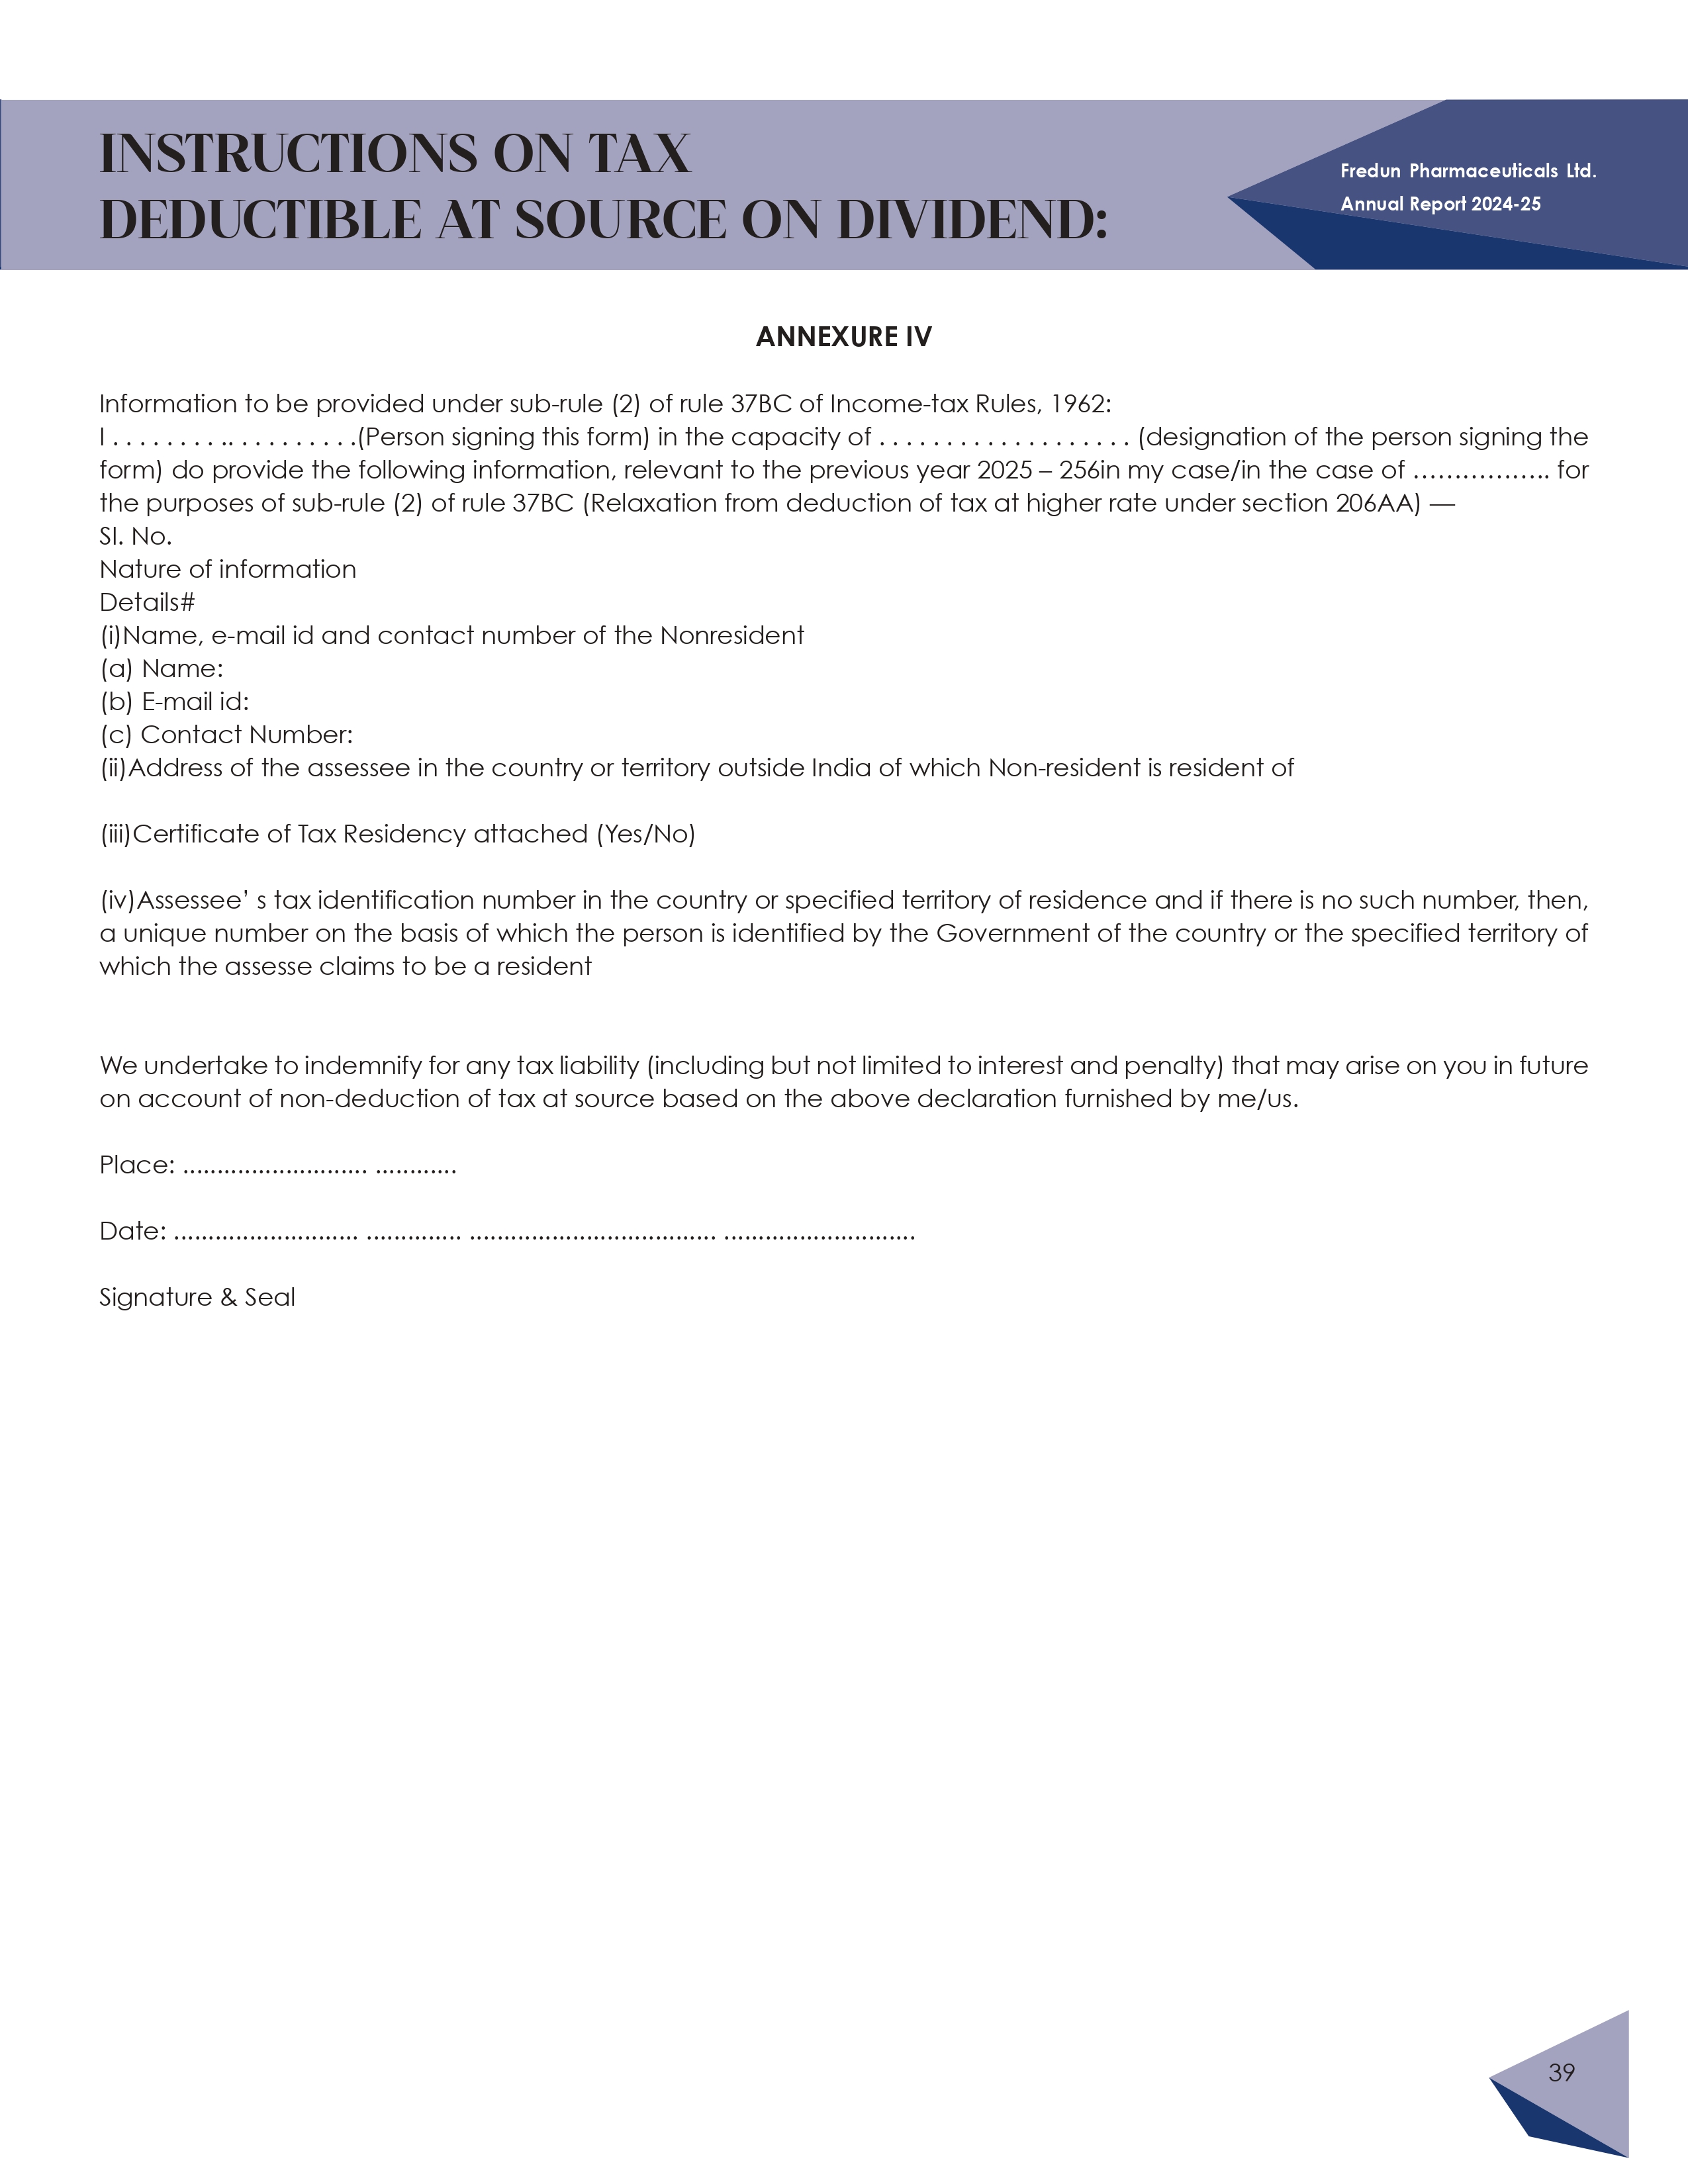 INSTRUCTIONS ON TAX
DEDUCTIBLE AT SOURCE ON DIVIDEND:
Fredun Pharmaceuticals Ltd.
Annual Report 2024-25
ANNEXURE IV
Information to be provided under sub-rule (2) of rule 37BC of Income-tax Rules, 1962:
I . . . . . . . . .. . . . . . . . . .(Person signing this form) in the capacity of . . . . . . . . . . . . . . . . . . . (designation of the person signing the
form) do provide the following information, relevant to the previous year 2025 – 256in my case/in the case of …………….. for
the purposes of sub-rule (2) of rule 37BC (Relaxation from deduction of tax at higher rate under section 206AA) —
Sl. No.
Nature of information
Details#
(i)Name, e-mail id and contact number of the Nonresident
(a) Name:
(b) E-mail id:
(c) Contact Number:
(ii)Address of the assessee in the country or territory outside India of which Non-resident is resident of
(iii)Certificate of Tax Residency attached (Yes/No)
(iv)Assessee’ s tax identification number in the country or specified territory of residence and if there is no such number, then,
a unique number on the basis of which the person is identified by the Government of the country or the specified territory of
which the assesse claims to be a resident
We undertake to indemnify for any tax liability (including but not limited to interest and penalty) that may arise on you in future
on account of non-deduction of tax at source based on the above declaration furnished by me/us.
Place: ........................... ............
Date: ........................... .............. .................................... ............................
Signature & Seal
39